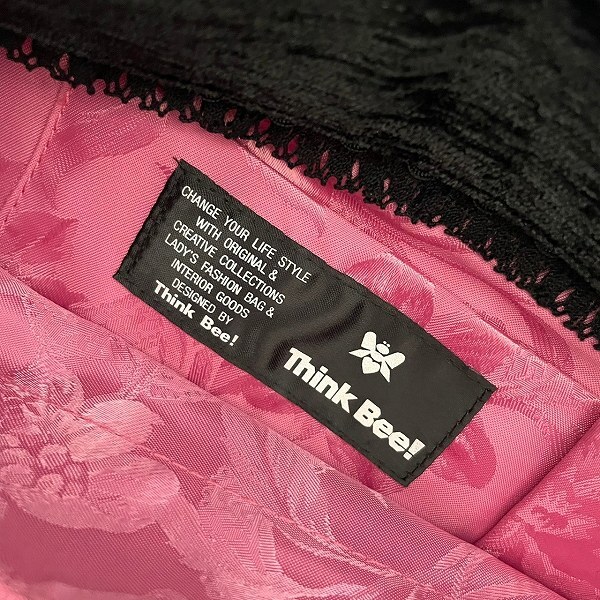 CHANGE YOUR LIFE STYLE
WITH ORIGINAL &
CREATIVE COLLECTIONS
LADY'S FASHION BAG &
INTERIOR GOODS
DESIGNED BY
Think Bee!
Think Bee!